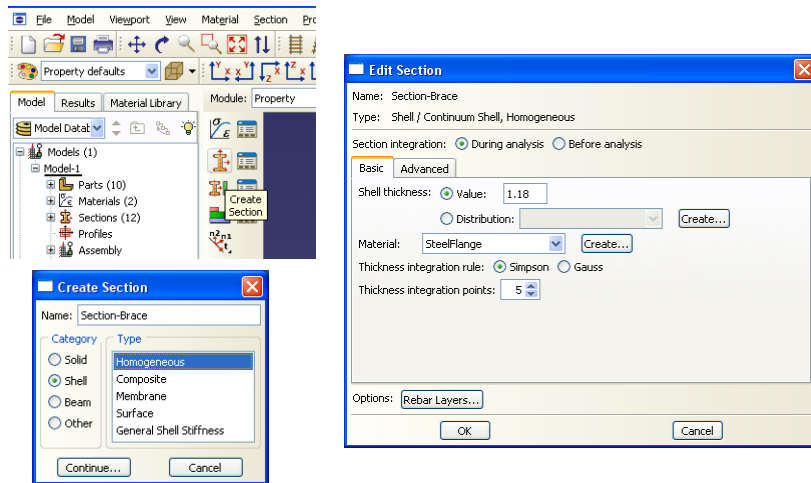 File Model Viewport View Material Section
Property defaults
Model Results Material Library Module: Property
Model Datab
Models (1)
Model-1
Parts (10)
Materials (2)
Sections (12)
Profiles
Assembly
Create
Section
Create Section
Name: Section-Brace
Category Type
Solid
Shell
Beam
Other
Homogeneous
Composite
Membrane
Surface
General Shell Stiffness
Continue... Cancel
Edit Section
Name: Section-Brace
Type: Shell / Continuum Shell, Homogeneous
Section integration: During analysis Before analysis
Basic Advanced
Shell thickness: Value: 1.18
Distribution: Create...
Material: SteelFlange Create...
Thickness integration rule: Simpson Gauss
Thickness integration points: 5
Options: Rebar Layers...
OK Cancel